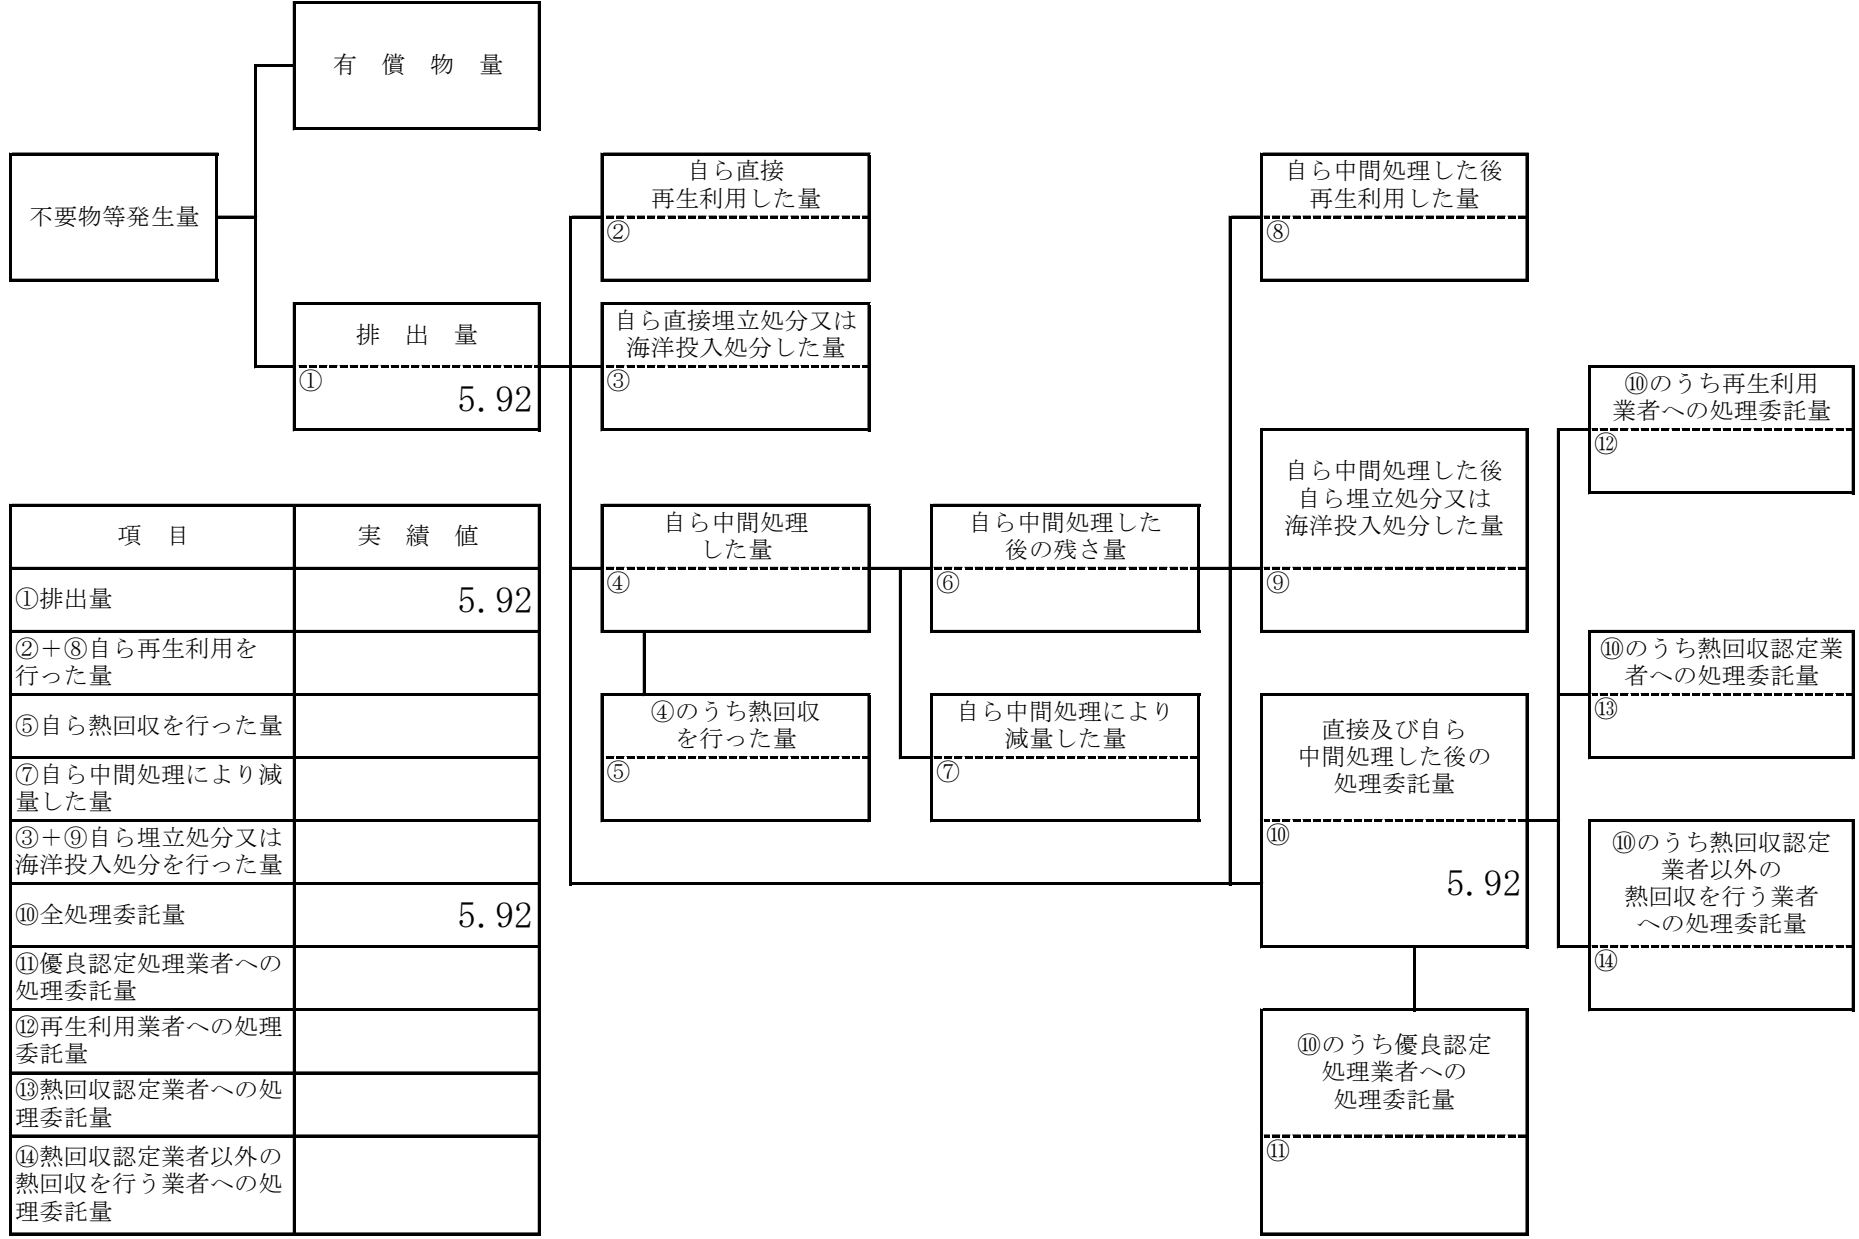 有　償　物　量
不要物等発生量
排　出　量
①
5.92
自ら直接
再生利用した量
②
自ら直接埋立処分又は
海洋投入処分した量
③
自ら中間処理
した量
④
④のうち熱回収
を行った量
⑤
自ら中間処理した
後の残さ量
⑥
自ら中間処理により
減量した量
⑦
自ら中間処理した後
再生利用した量
⑧
自ら中間処理した後
自ら埋立処分又は
海洋投入処分した量
⑨
直接及び自ら
中間処理した後の
処理委託量
⑩
5.92
⑩のうち優良認定
処理業者への
処理委託量
⑪
⑩のうち再生利用
業者への処理委託量
⑫
⑩のうち熱回収認定業
者への処理委託量
⑬
⑩のうち熱回収認定
業者以外の
熱回収を行う業者
への処理委託量
⑭
項　目
実　績　値
①排出量
5.92
②＋⑧自ら再生利用を
行った量
⑤自ら熱回収を行った量
⑦自ら中間処理により減
量した量
③＋⑨自ら埋立処分又は
海洋投入処分を行った量
⑩全処理委託量
5.92
⑪優良認定処理業者への
処理委託量
⑫再生利用業者への処理
委託量
⑬熱回収認定業者への処
理委託量
⑭熱回収認定業者以外の
熱回収を行う業者への処
理委託量